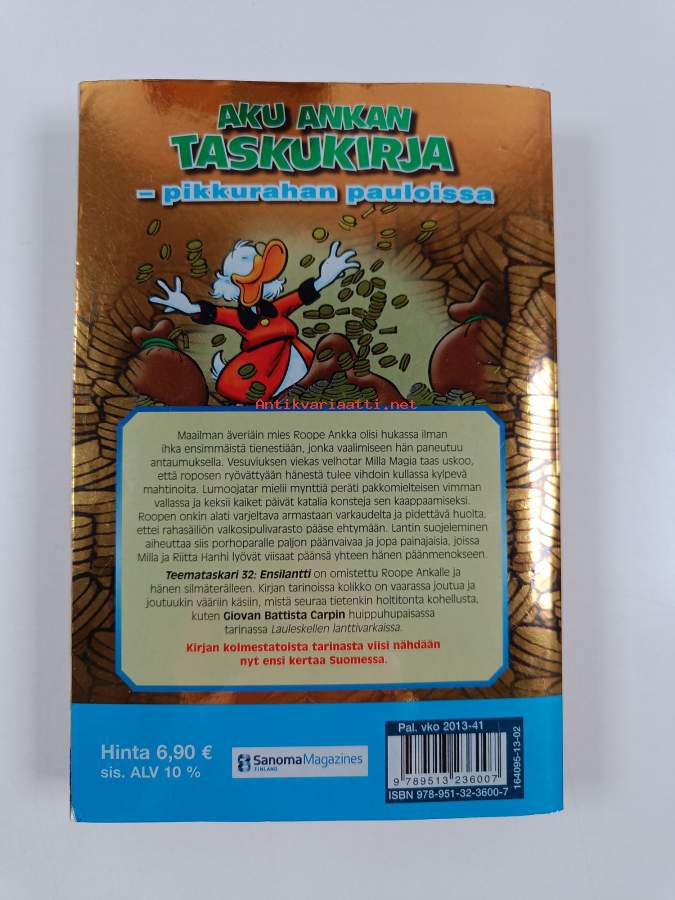 AKU ANKAN
TASKUKIRJA
– pikkurahan pauloissa
Antikvariaatti.net
Maailman äveriäin mies Roope Ankka olisi hukassa ilman
ihka ensimmäistä tienestiään, jonka vaalimiseen hän paneutuu
antaumuksella. Vesuviuksen viekas velhotar Milla Magia taas uskoo,
että roposen ryövättyään hänestä tulee vihdoin kullassa kylpevä
mahtinoita. Lumoojatar mielii mynttiä peräti pakkomielteisen vimman
vallassa ja keksii kaiket päivät katalia konsteja sen kaappaamiseksi.
Roopen onkin alati varjeltava armastaan varkaudelta ja pidettävä huolta,
ettei rahasäiliön valkosipulivarasto pääse ehtymään. Lantin suojeleminen
aiheuttaa siis porhoparalle paljon päänvaivaa ja jopa painajaisia, joissa
Milla ja Riitta Hanhi lyövät viisaat päänsä yhteen hänen päänmenokseen.
Teemataskari 32: Ensilantti on omistettu Roope Ankalle ja
hänen silmäterälleen. Kirjan tarinoissa kolikko on vaarassa joutua ja
joutuukin vääriin käsiin, mistä seuraa tietenkin holtitonta kohellusta,
kuten Giovan Battista Carpin huippuhupaisassa
tarinassa Lauleskellen lanttivarkaissa.
Kirjan kolmestatoista tarinasta viisi nähdään
nyt ensi kertaa Suomessa.
Hinta 6,90 €
sis. ALV 10 %
SanomaMagazines
FINLAND
Pal. vko 2013-41
9 789513 236007
ISBN 978-951-32-3600-7
164095-13-02